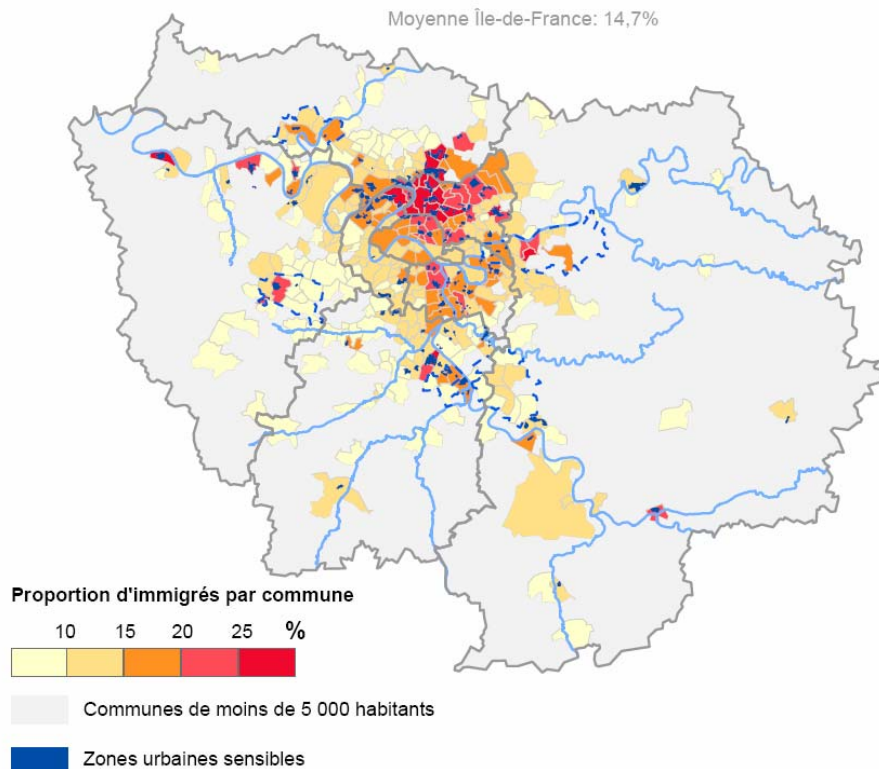 Moyenne Île-de-France: 14,7%
Proportion d'immigrés par commune
10 15 20 25 %
Communes de moins de 5 000 habitants
Zones urbaines sensibles